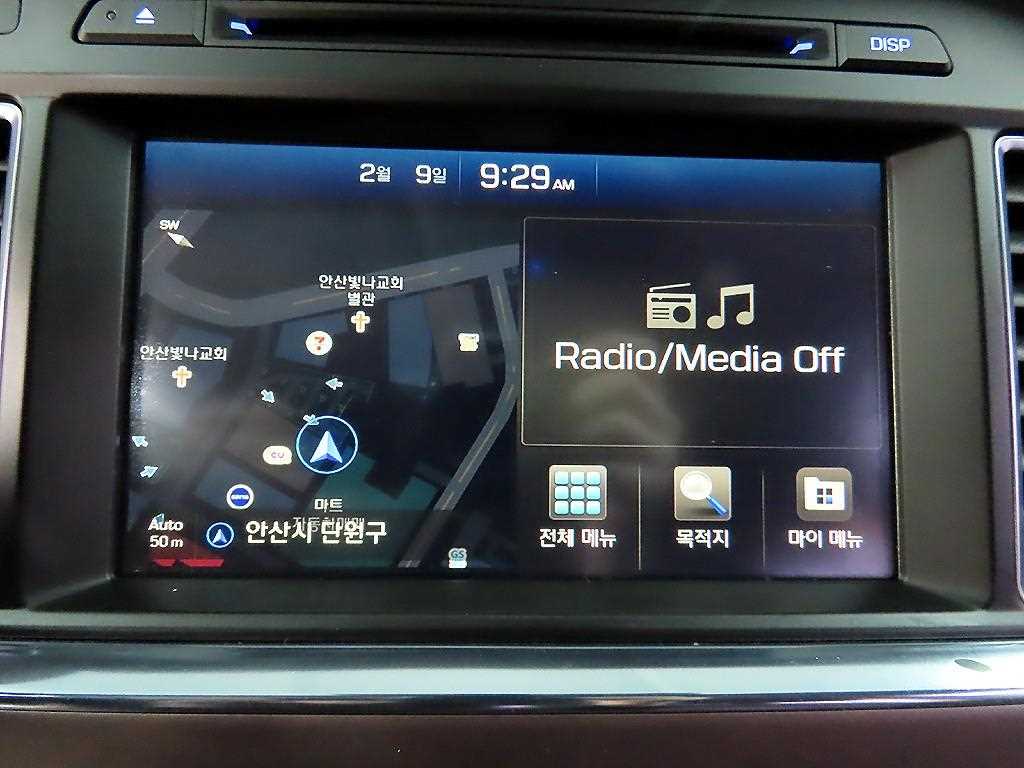 DISP
2월 9일 9:29 AM
SW
안산빛나교회
별관
안산빛나교회
7
CU
마트
Auto
50 m
안산시 단원구
GS
Radio/Media Off
전체 메뉴
목적지
마이 메뉴